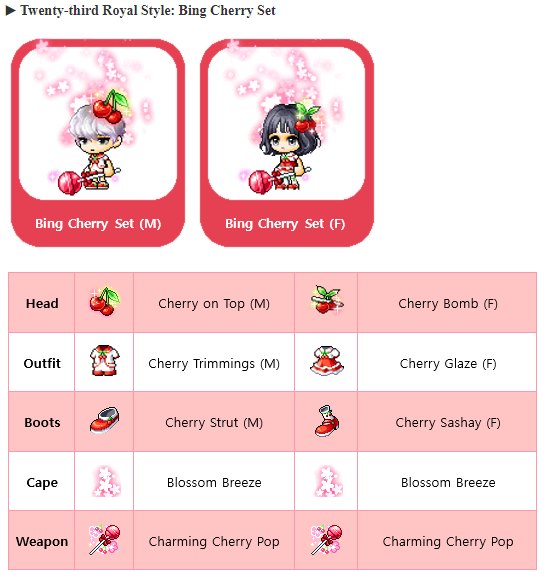 ► Twenty-third Royal Style: Bing Cherry Set
Bing Cherry Set (M)
Bing Cherry Set (F)
Head Cherry on Top (M) Cherry Bomb (F)
Outfit Cherry Trimmings (M) Cherry Glaze (F)
Boots Cherry Strut (M) Cherry Sashay (F)
Cape Blossom Breeze Blossom Breeze
Weapon Charming Cherry Pop Charming Cherry Pop